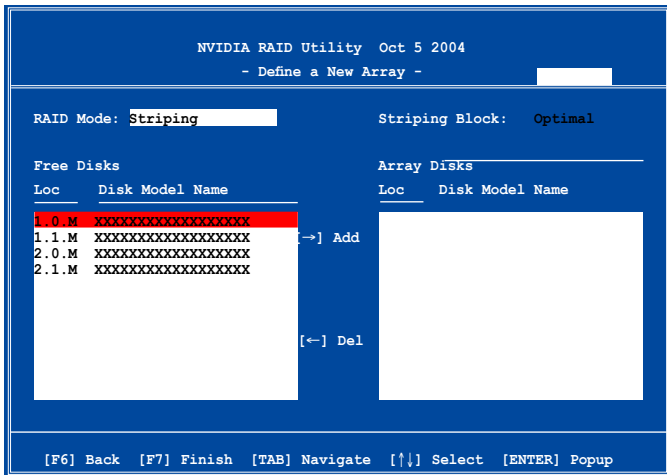 NVIDIA RAID Utility Oct 5 2004
- Define a New Array -
RAID Mode: Striping
Striping Block: Optimal
Free Disks
Array Disks
Loc Disk Model Name
Loc Disk Model Name
1.0.M XXXXXXXXXXXXXXXXXX
1.1.M XXXXXXXXXXXXXXXXXX
2.0.M XXXXXXXXXXXXXXXXXX
2.1.M XXXXXXXXXXXXXXXXXX
[→] Add
[←] Del
[F6] Back [F7] Finish [TAB] Navigate [↑↓] Select [ENTER] Popup